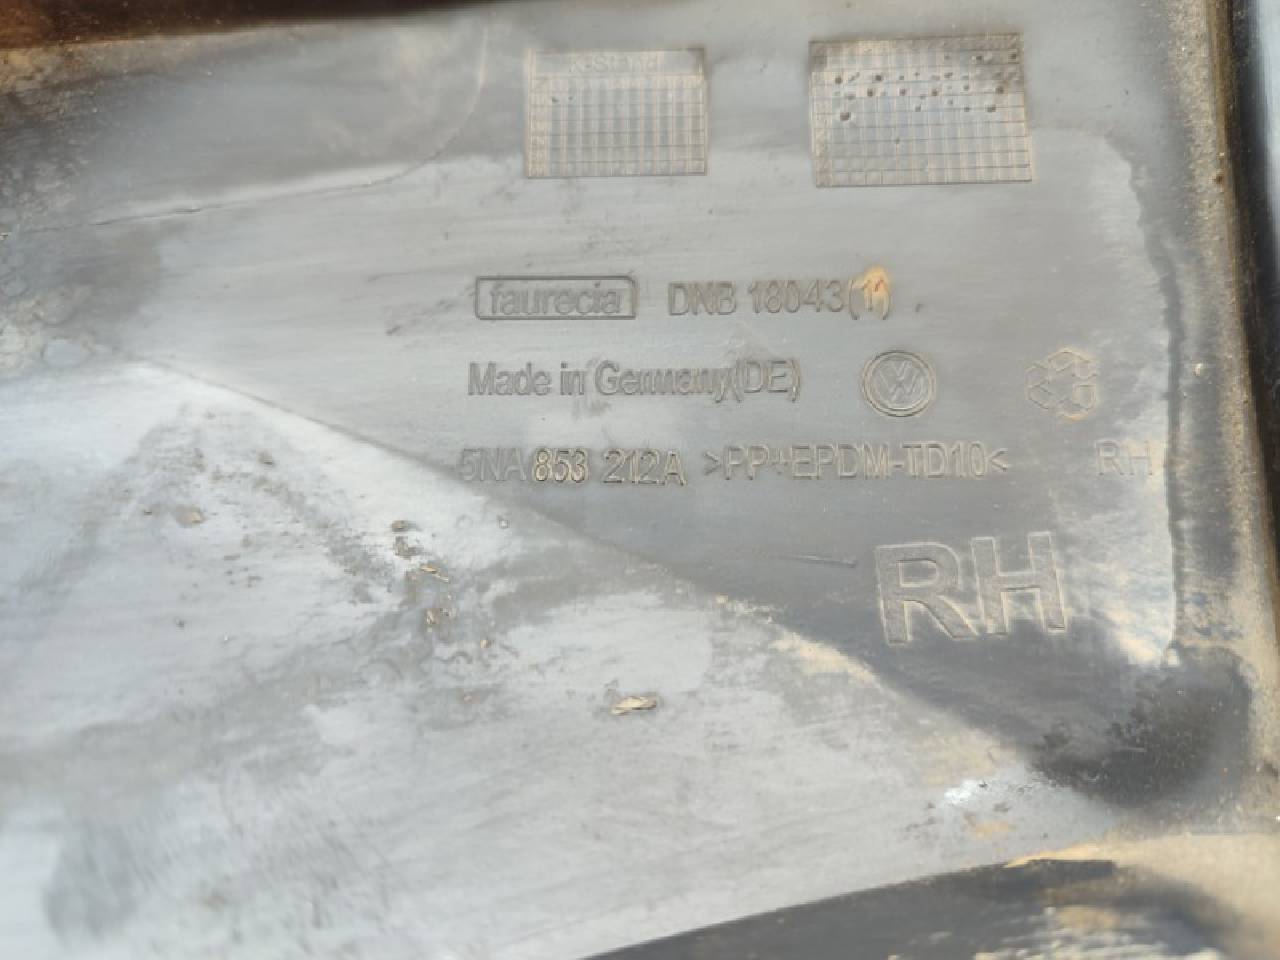 faurecia DNB 18043(1)
Made in Germany(DE)
5NA 853 212A >PP+EPDM-TD10< RH
RH